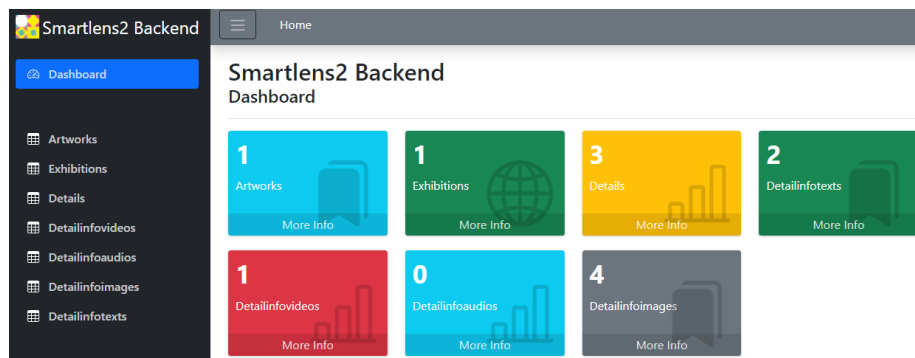 Smartlens2 Backend
Home
Dashboard
Artworks
Exhibitions
Details
Detailinfovideos
Detailinfoaudios
Detailinfoimages
Detailinfotexts
Smartlens2 Backend
Dashboard
1
Artworks
More Info
1
Exhibitions
More Info
3
Details
More Info
2
Detailinfotexts
More Info
1
Detailinfovideos
More Info
0
Detailinfoaudios
More Info
4
Detailinfoimages
More Info